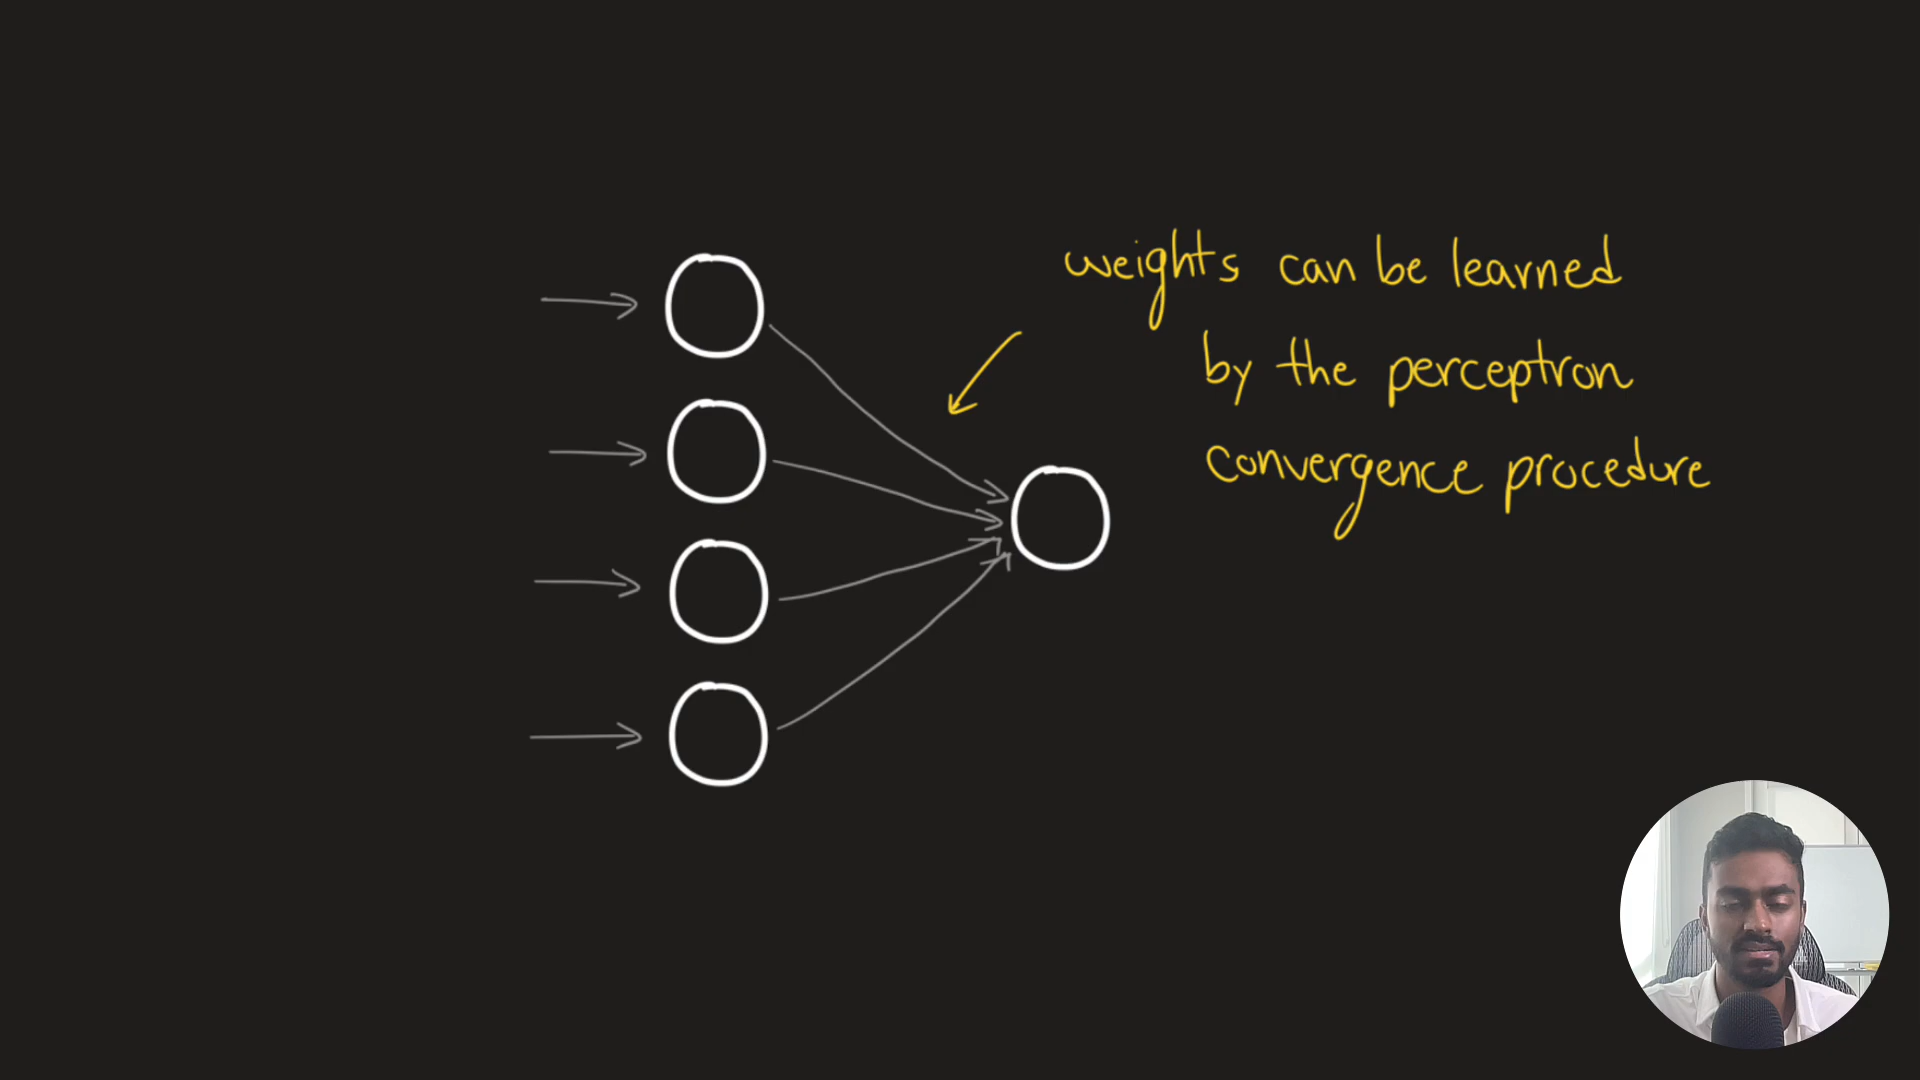 weights can be learned
by the perceptron
convergence procedure